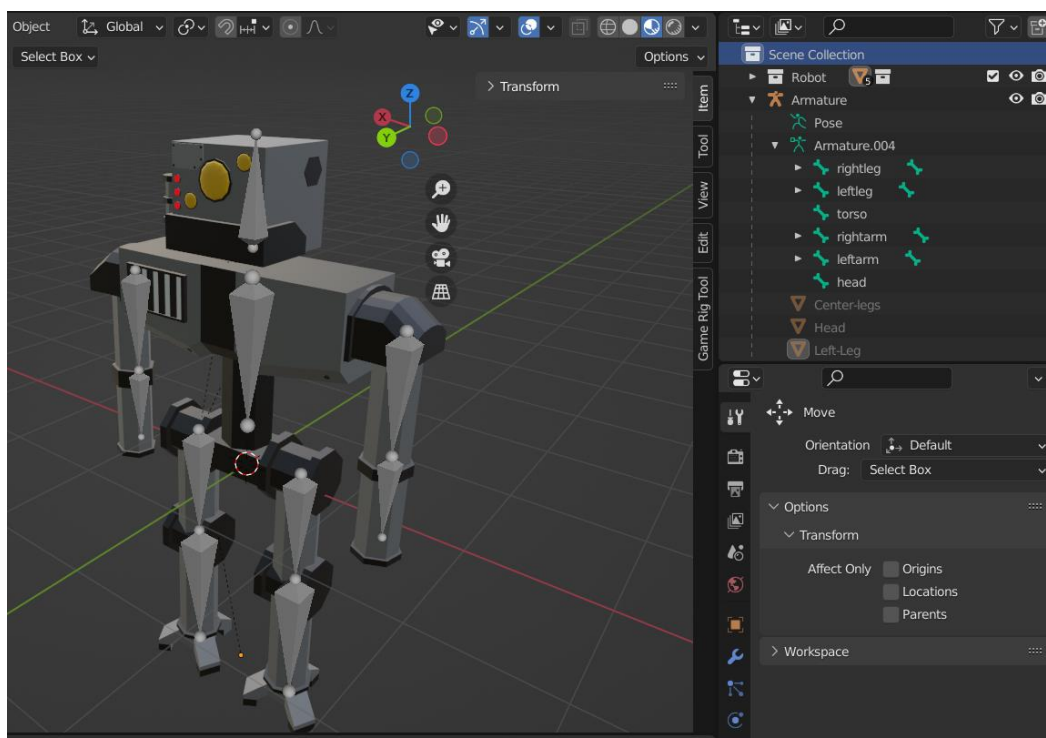 Object
Global
Select Box
Options
Transform
Z
X
Y
Item
Tool
View
Edit
Game Rig Tool
Scene Collection
Robot 5
Armature
Pose
Armature.004
rightleg
leftleg
torso
rightarm
leftarm
head
Center-legs
Head
Left-Leg
Move
Orientation Default
Drag: Select Box
Options
Transform
Affect Only Origins
Locations
Parents
Workspace